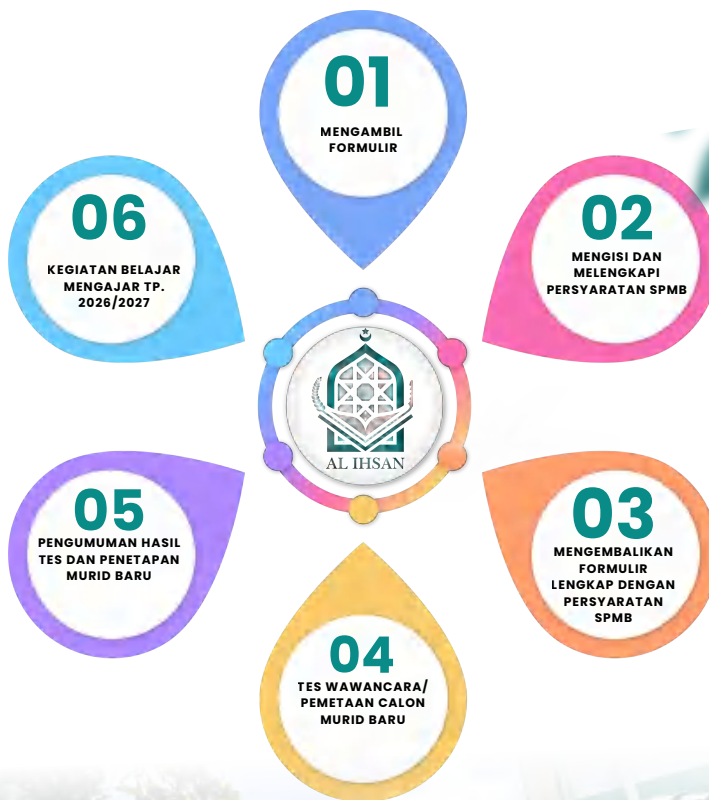 01
MENGAMBIL
FORMULIR
02
MENGISI DAN
MELENGKAPI
PERSYARATAN SPMB
03
MENGEMBALIKAN
FORMULIR
LENGKAP DENGAN
PERSYARATAN
SPMB
04
TES WAWANCARA/
PEMETAAN CALON
MURID BARU
05
PENGUMUMAN HASIL
TES DAN PENETAPAN
MURID BARU
06
KEGIATAN BELAJAR
MENGAJAR TP.
2026/2027
AL IHSAN